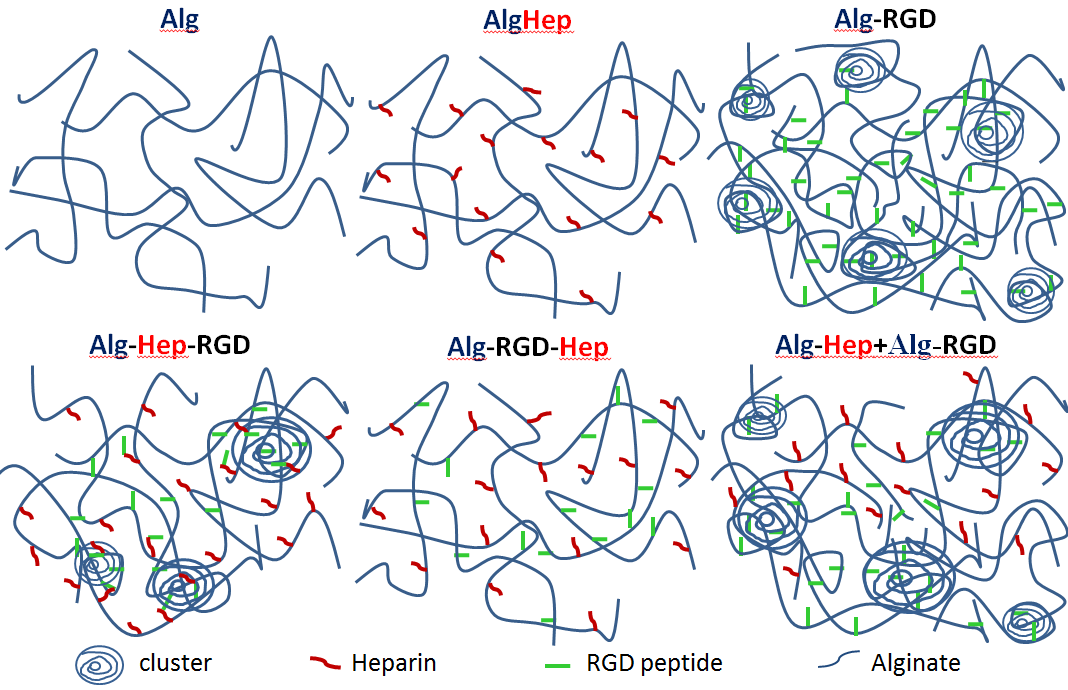 Alg
AlgHep
Alg-RGD
Alg-Hep-RGD
Alg-RGD-Hep
Alg-Hep+Alg-RGD
cluster
Heparin
RGD peptide
Alginate